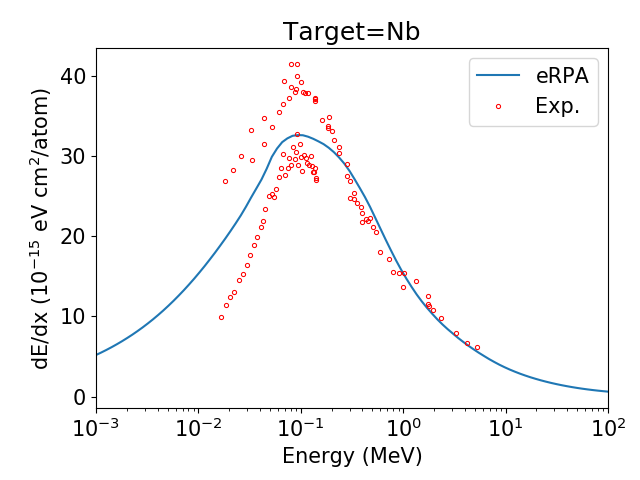 Target=Nb
eRPA
Exp.
dE/dx (10⁻¹⁵ eV cm²/atom)
40
30
20
10
0
10⁻³ 10⁻² 10⁻¹ 10⁰ 10¹ 10²
Energy (MeV)